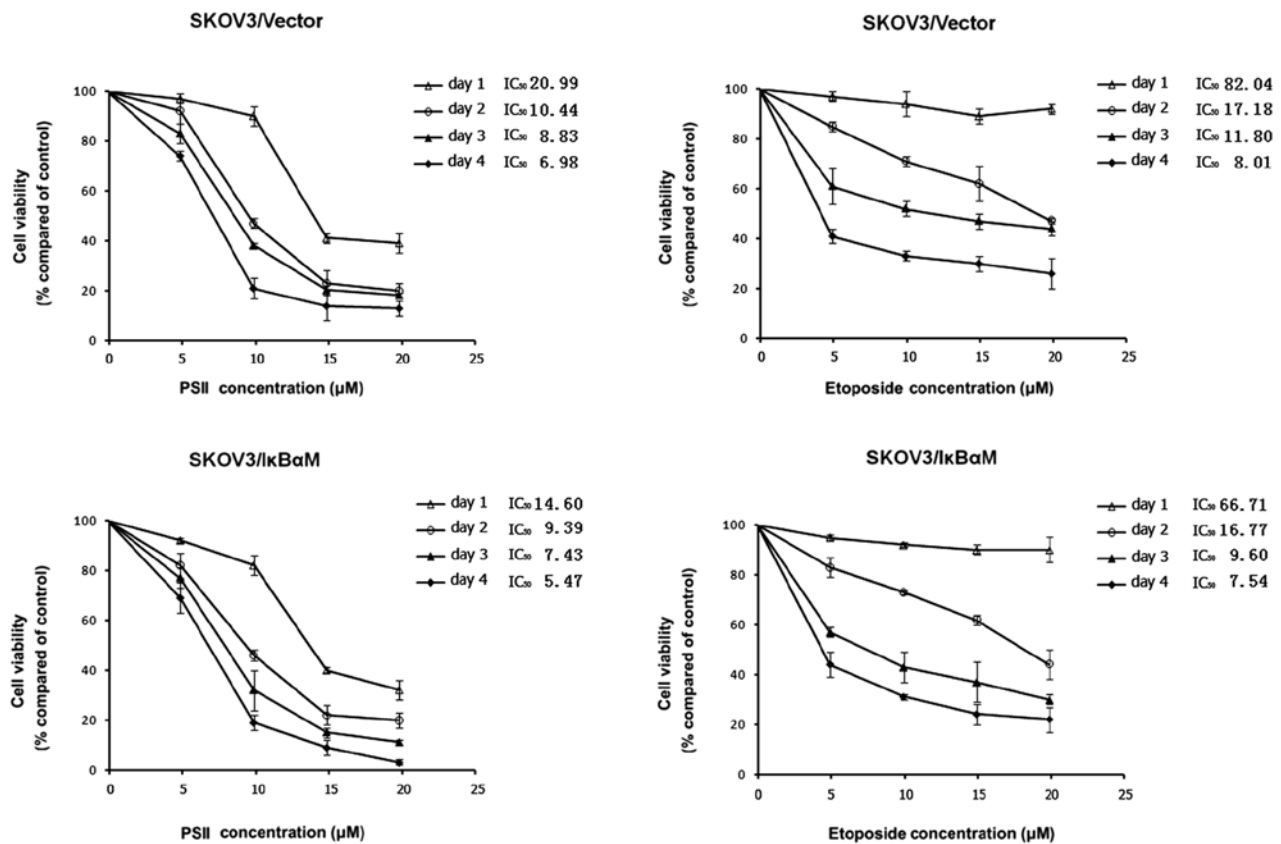 SKOV3/Vector
day 1 IC₅₀ 20.99
day 2 IC₅₀ 10.44
day 3 IC₅₀ 8.83
day 4 IC₅₀ 6.98
Cell viability
(% compared of control)
100
80
60
40
20
0
0 5 10 15 20 25
PSII concentration (μM)
SKOV3/Vector
day 1 IC₅₀ 82.04
day 2 IC₅₀ 17.18
day 3 IC₅₀ 11.80
day 4 IC₅₀ 8.01
Cell viability
(% compared of control)
100
80
60
40
20
0
0 5 10 15 20 25
Etoposide concentration (μM)
SKOV3/IκBαM
day 1 IC₅₀ 14.60
day 2 IC₅₀ 9.39
day 3 IC₅₀ 7.43
day 4 IC₅₀ 5.47
Cell viability
(% compared of control)
100
80
60
40
20
0
0 5 10 15 20 25
PSII concentration (μM)
SKOV3/IκBαM
day 1 IC₅₀ 66.71
day 2 IC₅₀ 16.77
day 3 IC₅₀ 9.60
day 4 IC₅₀ 7.54
Cell viability
(% compared of control)
100
80
60
40
20
0
0 5 10 15 20 25
Etoposide concentration (μM)